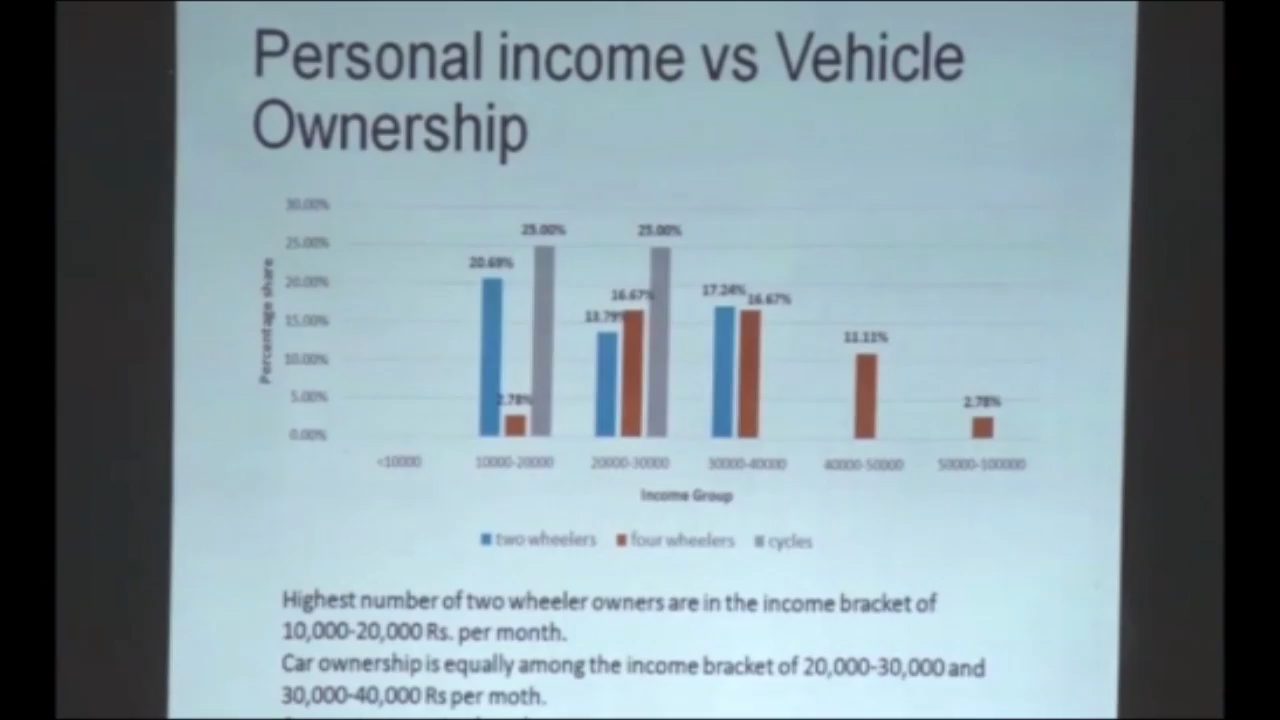 Personal income vs Vehicle
Ownership
30.00%
25.00%
20.00%
15.00%
10.00%
5.00%
0.00%
Percentage share
20.69%
2.78%
25.00%
13.79%
16.67%
25.00%
17.24%
16.67%
11.11%
2.78%
<10000
10000-20000
20000-30000
30000-40000
40000-50000
50000-100000
Income Group
two wheelers four wheelers cycles
Highest number of two wheeler owners are in the income bracket of
10,000-20,000 Rs. per month.
Car ownership is equally among the income bracket of 20,000-30,000 and
30,000-40,000 Rs per moth.